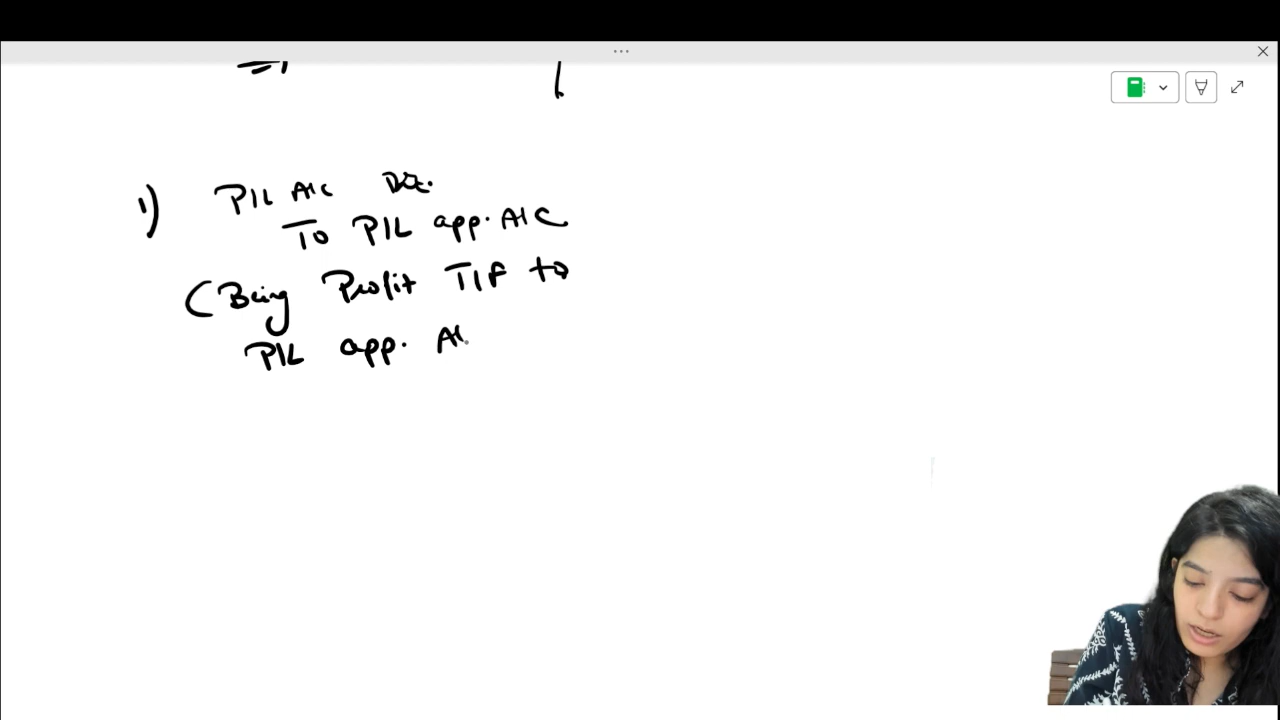 1) P/L A/c Dr.
To P/L app. A/C
(Being Profit T/F to
P/L app. A/